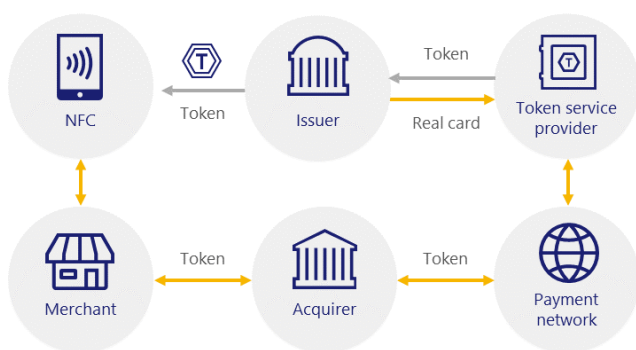 T
Token
T
NFC
Token
Issuer
Real card
Token service
provider
Token
Token
Merchant
Acquirer
Payment
network